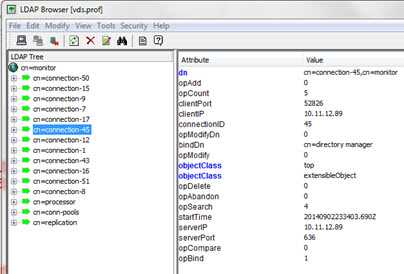 LDAP Browser [vds.prof]
File Edit Modify View Tools Security Help
LDAP Tree
cn=monitor
cn=connection-50
cn=connection-15
cn=connection-9
cn=connection-7
cn=connection-17
cn=connection-45
cn=connection-12
cn=connection-1
cn=connection-43
cn=connection-16
cn=connection-51
cn=connection-8
cn=processor
cn=conn-pools
cn=replication
Attribute Value
dn cn=connection-45,cn=monitor
opAdd 0
opCount 5
clientPort 52826
clientIP 10.11.12.89
connectionID 45
opModifyDn 0
bindDn cn=directory manager
opModify 0
objectClass top
objectClass extensibleObject
opDelete 0
opAbandon 0
opSearch 4
startTime 20140902233403.690Z
serverIP 10.11.12.89
serverPort 636
opCompare 0
opBind 1